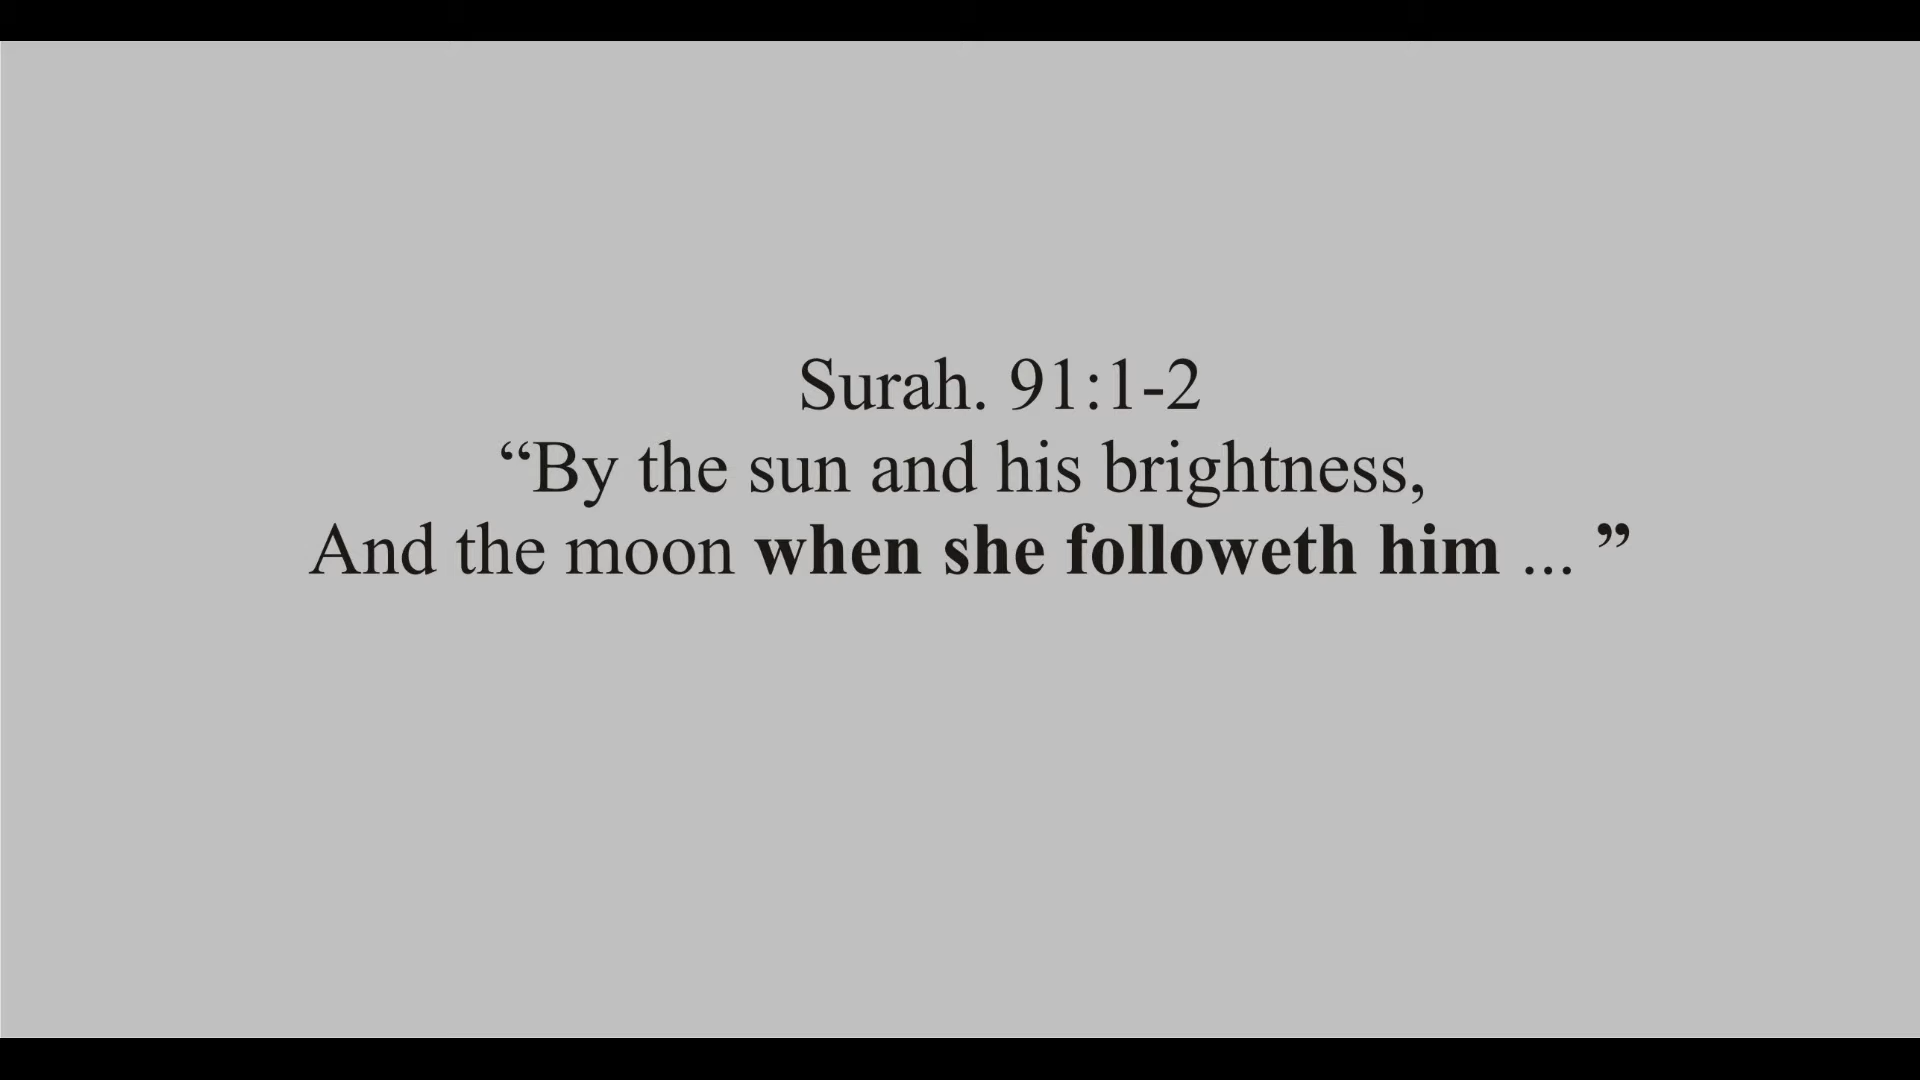 Surah. 91:1-2
“By the sun and his brightness,
And the moon when she followeth him ... ”